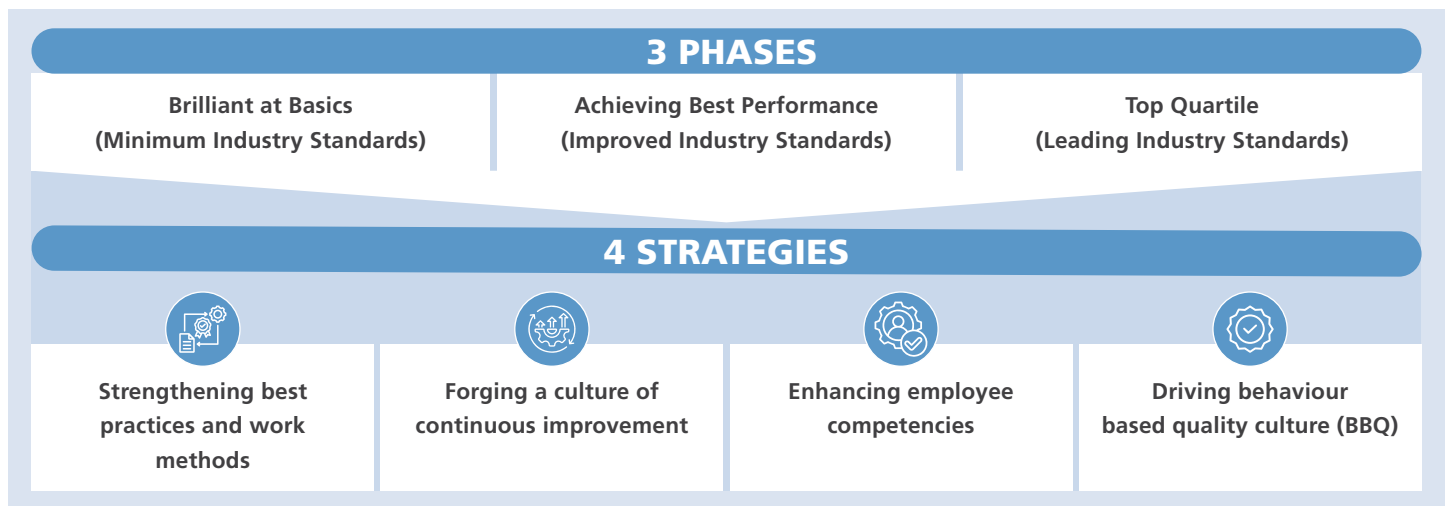 3 PHASES
Brilliant at Basics
(Minimum Industry Standards)
Achieving Best Performance
(Improved Industry Standards)
Top Quartile
(Leading Industry Standards)
4 STRATEGIES
Strengthening best
practices and work
methods
Forging a culture of
continuous improvement
Enhancing employee
competencies
Driving behaviour
based quality culture (BBQ)